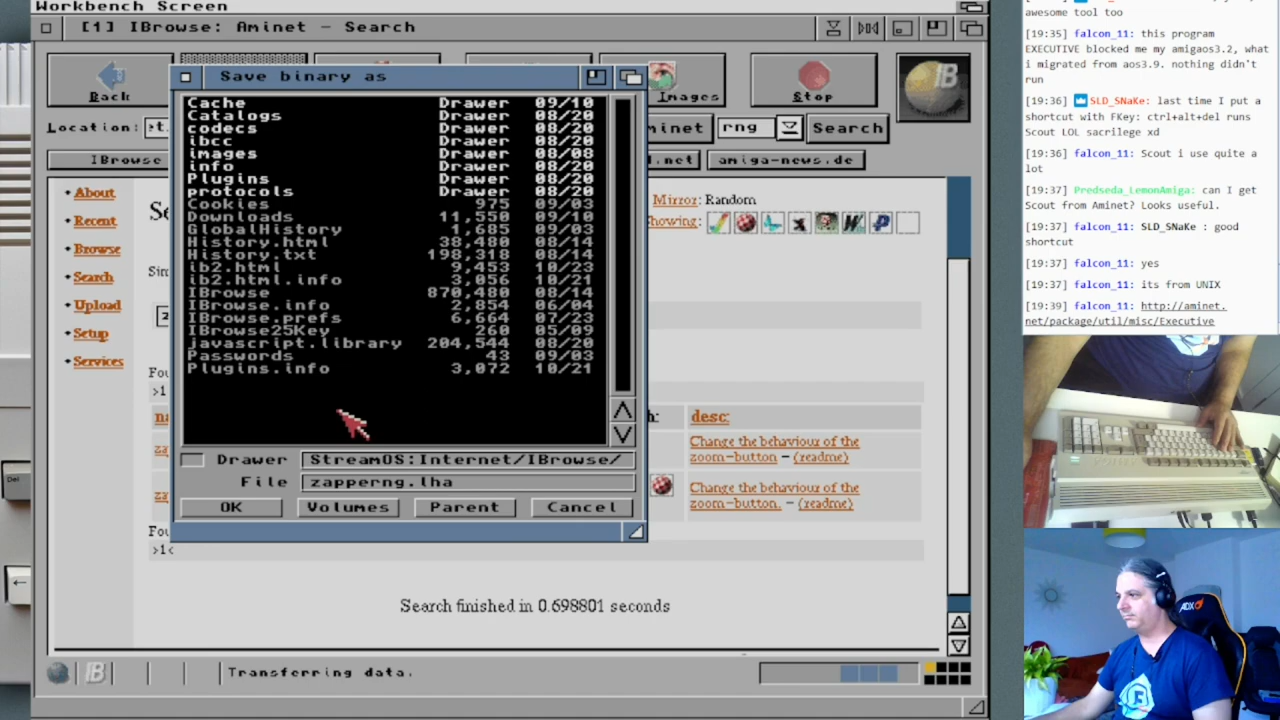 Workbench Screen
[1] IBrowse: Aminet - Search
Back
Images
Stop
Save binary as
Location:
minet
rng
Search
IBrowse
.net
amiga-news.de
Cache Drawer 09/10
Catalogs Drawer 08/20
codecs Drawer 08/20
ibcc Drawer 08/20
images Drawer 08/08
info Drawer 08/20
Plugins Drawer 08/20
protocols Drawer 08/20
Cookies 975 09/03
Downloads 11,550 09/10
GlobalHistory 1,685 09/03
History.html 38,480 08/14
History.txt 198,318 08/14
ib2.html 9,453 10/23
ib2.html.info 3,056 10/21
IBrowse 870,480 08/14
IBrowse.info 2,854 06/04
IBrowse.prefs 6,664 07/23
IBrowse25Key 260 05/09
javascript.library 204,544 08/20
Passwords 43 09/03
Plugins.info 3,072 10/21
Drawer StreamOS:Internet/IBrowse/
File zapperng.lha
OK Volumes Parent Cancel
• About
• Recent
• Browse
• Search
• Upload
• Setup
• Services
Mirror: Random
howing:
Sim
Fou
>1
na
h:
desc:
Change the behaviour of the
zoom-button – (readme)
Change the behaviour of the
zoom-button. – (readme)
Fou
>1<
Search finished in 0.698801 seconds
Transferring data.
awesome tool too
[19:35] falcon_11: this program
EXECUTIVE blocked me my amigaos3.2, what
i migrated from aos3.9. nothing didn't
run
[19:36] SLD_SNaKe: last time I put a
shortcut with FKey: ctrl+alt+del runs
Scout LOL sacrilege xd
[19:36] falcon_11: Scout i use quite a
lot
[19:37] Predseda_LemonAmiga: can I get
Scout from Aminet? Looks useful.
[19:37] falcon_11: SLD_SNaKe : good
shortcut
[19:37] falcon_11: yes
[19:37] falcon_11: its from UNIX
[19:39] falcon_11: http://aminet.
net/package/util/misc/Executive
Del
ADX